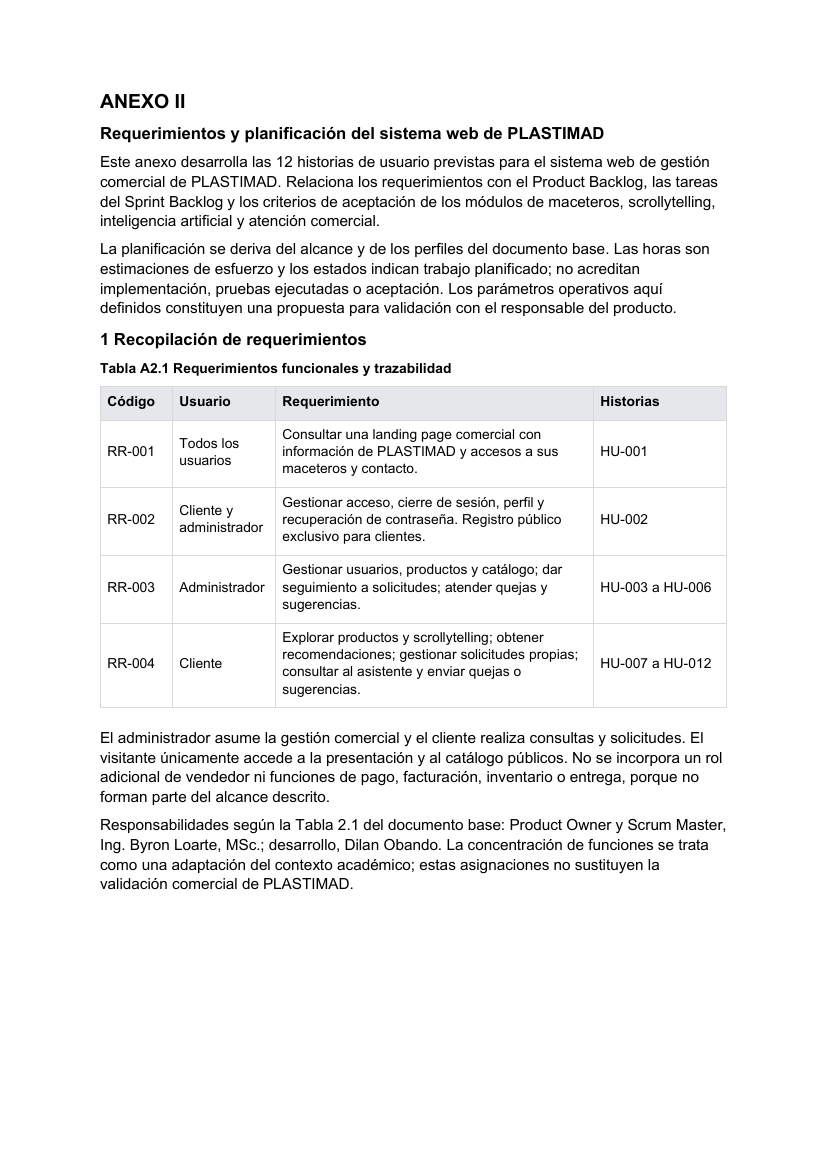 ANEXO II
Requerimientos y planificación del sistema web de PLASTIMAD
Este anexo desarrolla las 12 historias de usuario previstas para el sistema web de gestión
comercial de PLASTIMAD. Relaciona los requerimientos con el Product Backlog, las tareas
del Sprint Backlog y los criterios de aceptación de los módulos de maceteros, scrollytelling,
inteligencia artificial y atención comercial.
La planificación se deriva del alcance y de los perfiles del documento base. Las horas son
estimaciones de esfuerzo y los estados indican trabajo planificado; no acreditan
implementación, pruebas ejecutadas o aceptación. Los parámetros operativos aquí
definidos constituyen una propuesta para validación con el responsable del producto.
1 Recopilación de requerimientos
Tabla A2.1 Requerimientos funcionales y trazabilidad
Código Usuario Requerimiento Historias
RR-001
Todos los
usuarios
Consultar una landing page comercial con
información de PLASTIMAD y accesos a sus
maceteros y contacto.
HU-001
RR-002
Cliente y
administrador
Gestionar acceso, cierre de sesión, perfil y
recuperación de contraseña. Registro público
exclusivo para clientes.
HU-002
RR-003
Administrador
Gestionar usuarios, productos y catálogo; dar
seguimiento a solicitudes; atender quejas y
sugerencias.
HU-003 a HU-006
RR-004
Cliente
Explorar productos y scrollytelling; obtener
recomendaciones; gestionar solicitudes propias;
consultar al asistente y enviar quejas o
sugerencias.
HU-007 a HU-012
El administrador asume la gestión comercial y el cliente realiza consultas y solicitudes. El
visitante únicamente accede a la presentación y al catálogo públicos. No se incorpora un rol
adicional de vendedor ni funciones de pago, facturación, inventario o entrega, porque no
forman parte del alcance descrito.
Responsabilidades según la Tabla 2.1 del documento base: Product Owner y Scrum Master,
Ing. Byron Loarte, MSc.; desarrollo, Dilan Obando. La concentración de funciones se trata
como una adaptación del contexto académico; estas asignaciones no sustituyen la
validación comercial de PLASTIMAD.